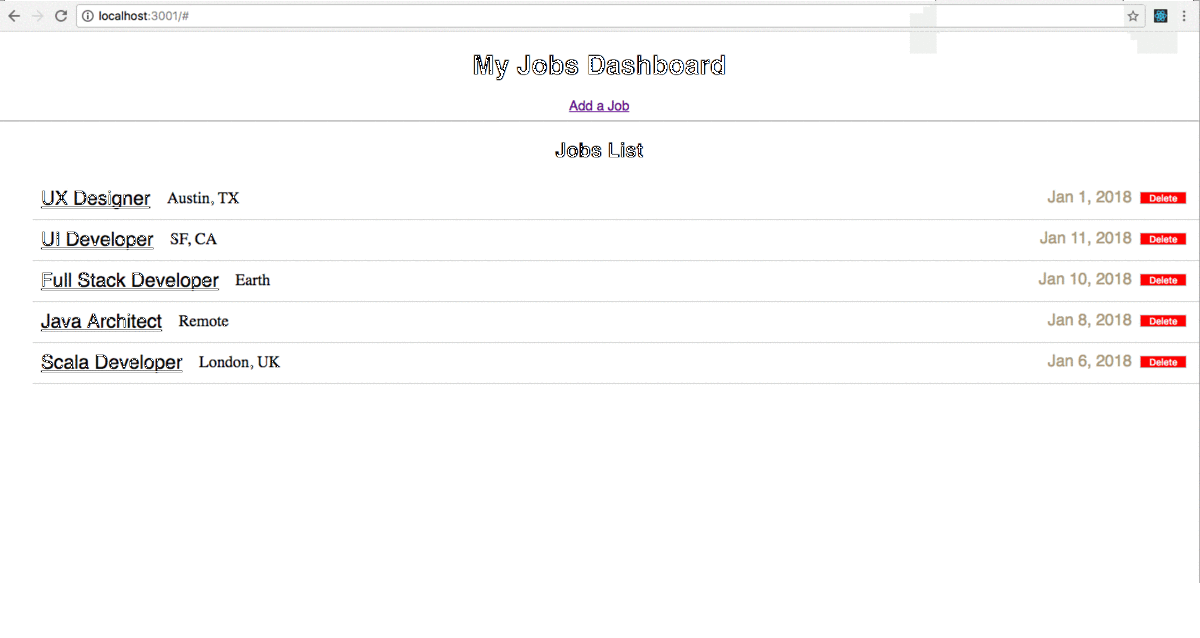 localhost:3001/#
My Jobs Dashboard
Add a Job
Jobs List
UX Designer Austin, TX Jan 1, 2018 Delete
UI Developer SF, CA Jan 11, 2018 Delete
Full Stack Developer Earth Jan 10, 2018 Delete
Java Architect Remote Jan 8, 2018 Delete
Scala Developer London, UK Jan 6, 2018 Delete